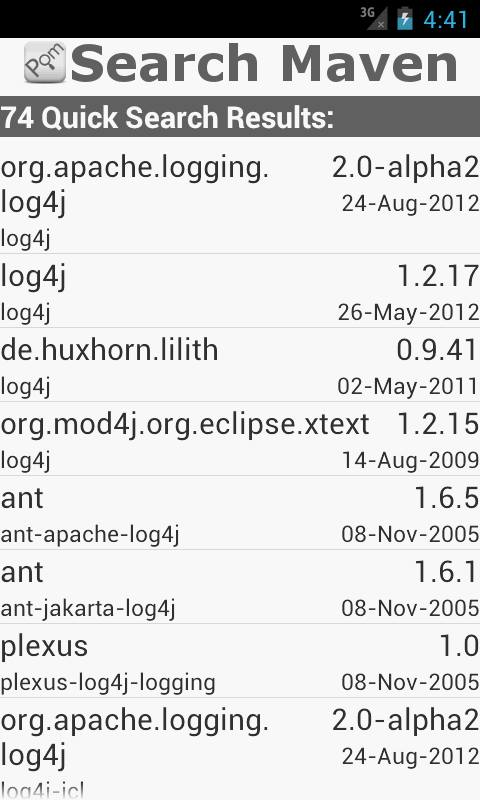 3G 4:41
Pom Search Maven
74 Quick Search Results:
org.apache.logging. 2.0-alpha2
log4j 24-Aug-2012
log4j
log4j 1.2.17
log4j 26-May-2012
de.huxhorn.lilith 0.9.41
log4j 02-May-2011
org.mod4j.org.eclipse.xtext 1.2.15
log4j 14-Aug-2009
ant 1.6.5
ant-apache-log4j 08-Nov-2005
ant 1.6.1
ant-jakarta-log4j 08-Nov-2005
plexus 1.0
plexus-log4j-logging 08-Nov-2005
org.apache.logging. 2.0-alpha2
log4j 24-Aug-2012
log4j-jcl